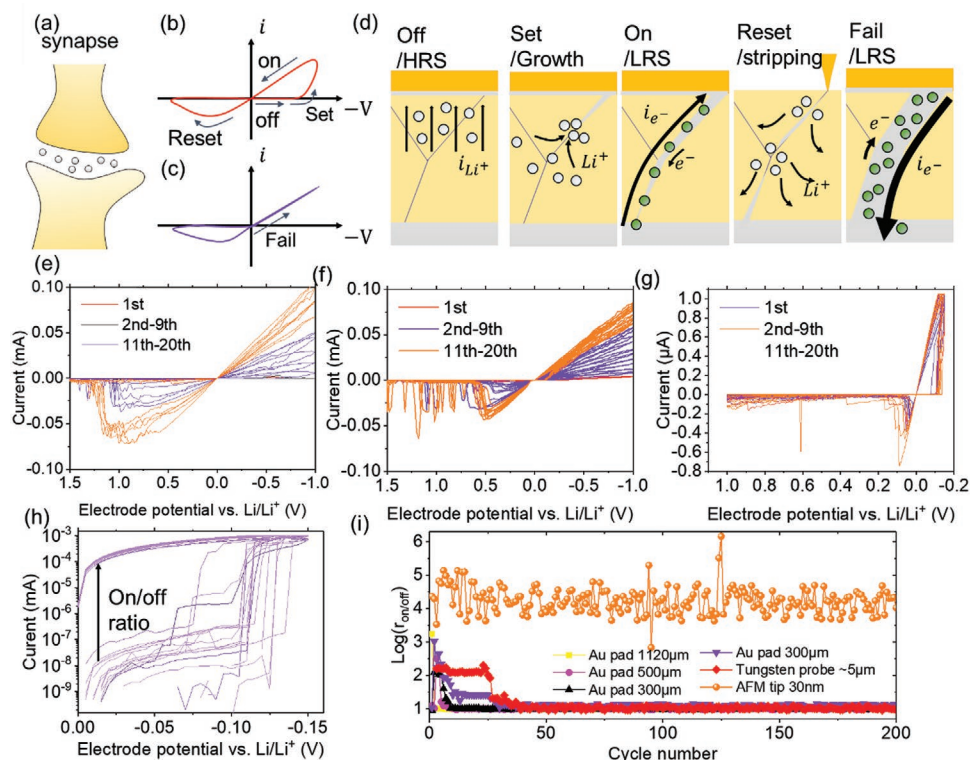 (a)
synapse
(b)
i
on
off
Reset
Set
−V
(c)
i
Fail
−V
(d)
Off
/HRS
Set
/Growth
On
/LRS
Reset
/stripping
Fail
/LRS
i_{Li^+}
Li^+
i_{e^-}
e^-
Li^+
e^-
i_{e^-}
(e)
0.10
0.05
0.00
-0.05
-0.10
Current (mA)
1st
2nd-9th
11th-20th
1.5 1.0 0.5 0.0 -0.5 -1.0
Electrode potential vs. Li/Li⁺ (V)
(f)
0.10
0.05
0.00
0.05
0.10
Current (mA)
1st
2nd-9th
11th-20th
1.5 1.0 0.5 0.0 -0.5 -1.0
Electrode potential vs. Li/Li⁺ (V)
(g)
1.0
0.8
0.6
0.4
0.2
0.0
-0.2
-0.4
-0.6
-0.8
Current (µA)
1st
2nd-9th
11th-20th
1.0 0.8 0.6 0.4 0.2 0.0 0.2
Electrode potential vs. Li/Li⁺ (V)
(h)
10⁻³
10⁻⁴
10⁻⁵
10⁻⁶
10⁻⁷
10⁻⁸
10⁻⁹
Current (mA)
On/off
ratio
0.00 -0.05 -0.10 -0.15
Electrode potential vs. Li/Li⁺ (V)
(i)
6
5
4
3
2
1
Log(r_{on/off})
Au pad 1120µm
Au pad 500µm
Au pad 300µm
Au pad 300µm
Tungsten probe ~5µm
AFM tip 30nm
0 50 75 100 125 150 200
Cycle number